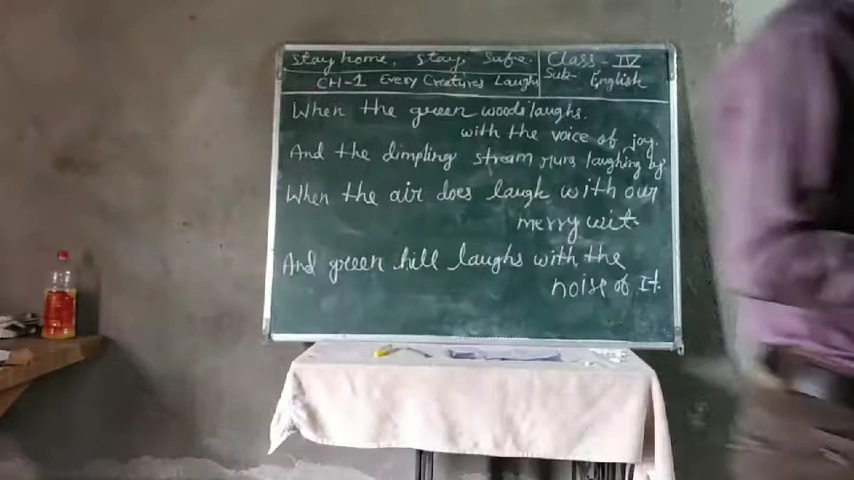 Stay home, stay, Safe. Class - IV
CH-1 Every Creatures Laugh Sub- English
When the green woods laughs.
with the voice of joy.
And the dimpling stream runs laughing by
When the air does laugh with our
merry wit.
And green hill laughs with the
noise of It.